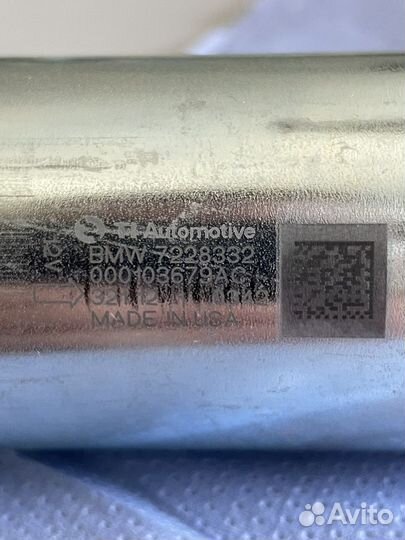 TI Automotive
BMW 7228332
000103679AC
MADE IN USA
Avito